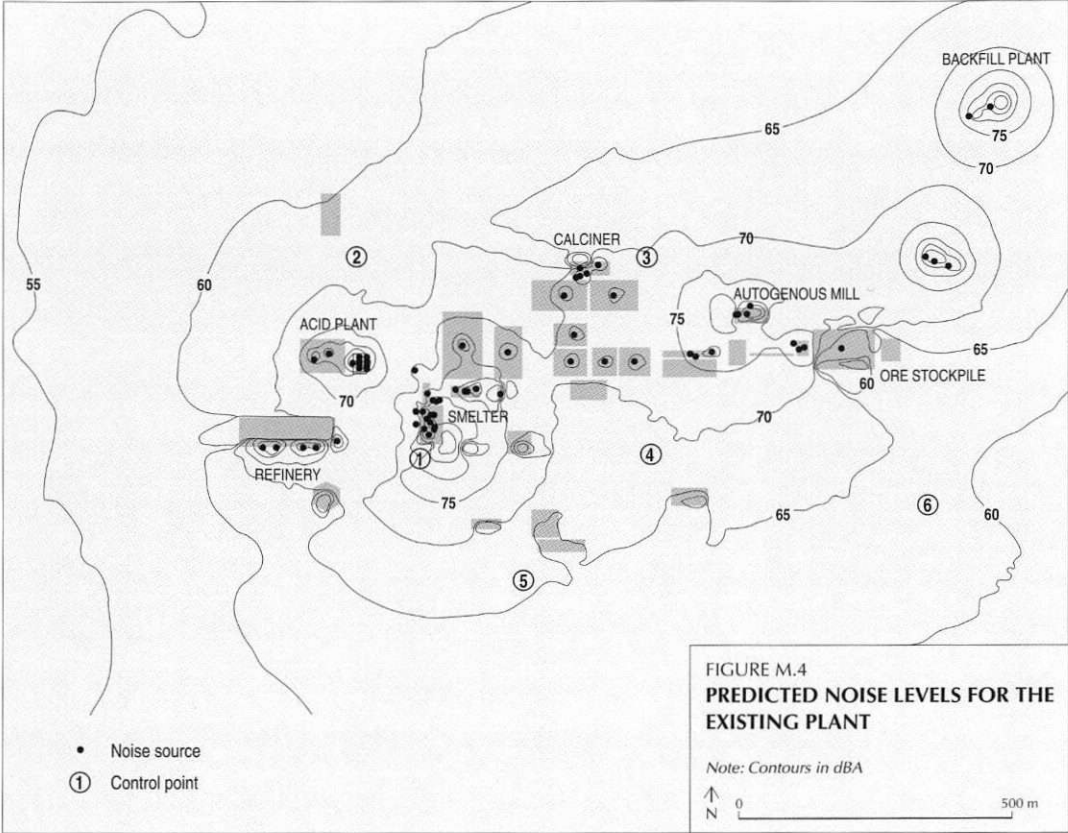 BACKFILL PLANT
65
75
70
CALCINER
③
70
②
55
60
AUTOGENOUS MILL
75
ACID PLANT
65
ORE STOCKPILE
60
70
70
SMELTER
①
④
REFINERY
75
65
⑥
60
⑤
FIGURE M.4
PREDICTED NOISE LEVELS FOR THE
EXISTING PLANT
Note: Contours in dBA
N
0
500 m
Noise source
① Control point